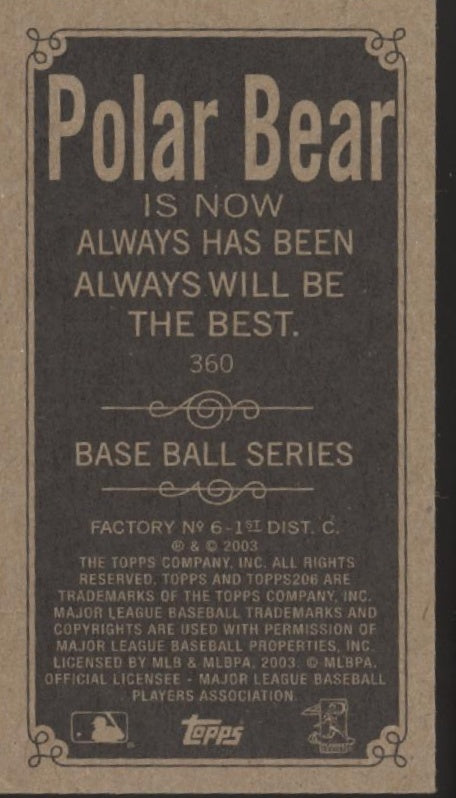 Polar Bear
IS NOW
ALWAYS HAS BEEN
ALWAYS WILL BE
THE BEST.
360
BASE BALL SERIES
FACTORY Nº 6-1ST DIST. C.
® & © 2003
THE TOPPS COMPANY, INC. ALL RIGHTS
RESERVED. TOPPS AND TOPPS206 ARE
TRADEMARKS OF THE TOPPS COMPANY, INC.
MAJOR LEAGUE BASEBALL TRADEMARKS AND
COPYRIGHTS ARE USED WITH PERMISSION OF
MAJOR LEAGUE BASEBALL PROPERTIES, INC.
LICENSED BY MLB & MLBPA, 2003. © MLBPA.
OFFICIAL LICENSEE - MAJOR LEAGUE BASEBALL
PLAYERS ASSOCIATION.
Topps